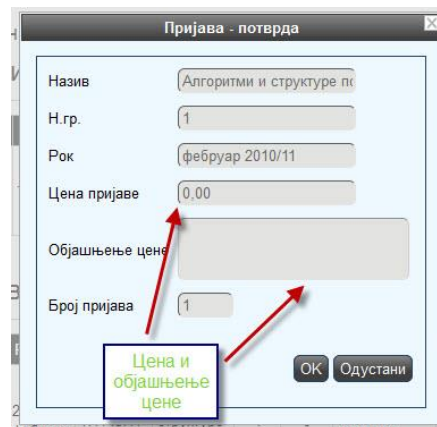 Пријава - потврда
Назив
Алгоритми и структуре по
Н.гр.
1
Рок
фебруар 2010/11
Цена пријаве
0,00
Објашњење цене
Број пријава
1
Цена и
објашњење
цене
OK
Одустани